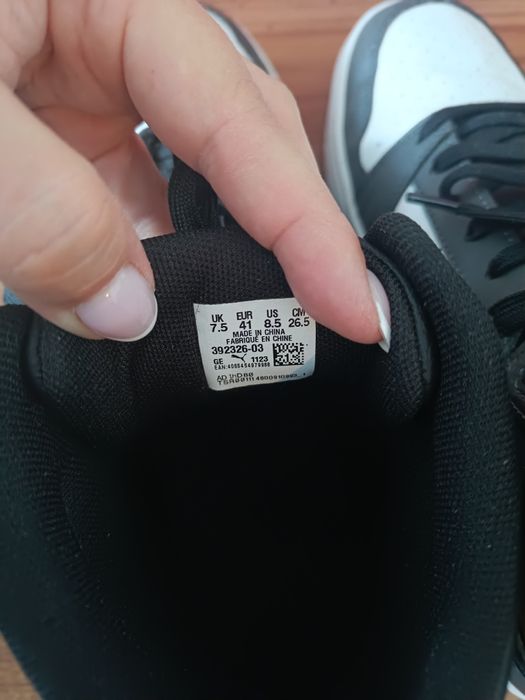 UK EUR US CM
7.5 41 8.5 26.5
MADE IN CHINA
FABRIQUÉ EN CHINE
392326-03
GE 1123